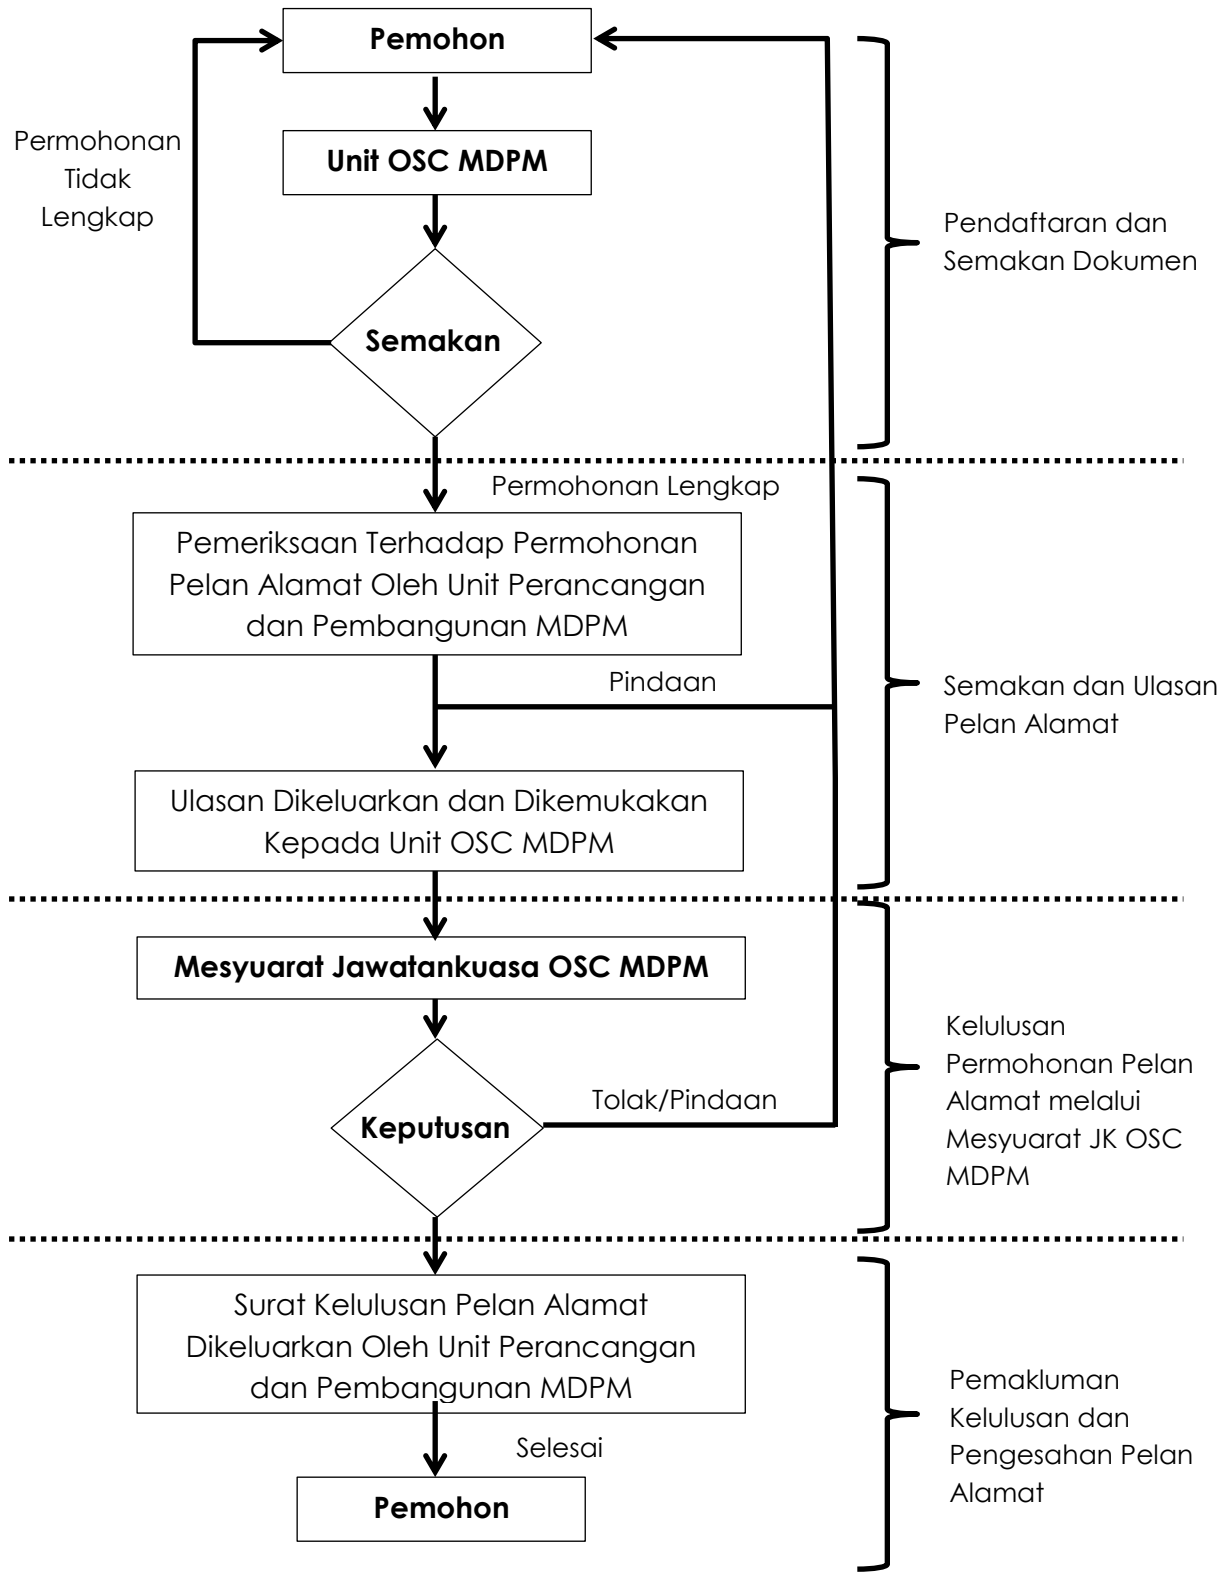 Pemohon
Permohonan
Tidak
Lengkap
Unit OSC MDPM
Semakan
Pendaftaran dan
Semakan Dokumen
Permohonan Lengkap
Pemeriksaan Terhadap Permohonan
Pelan Alamat Oleh Unit Perancangan
dan Pembangunan MDPM
Pindaan
Semakan dan Ulasan
Pelan Alamat
Ulasan Dikeluarkan dan Dikemukakan
Kepada Unit OSC MDPM
Mesyuarat Jawatankuasa OSC MDPM
Keputusan
Tolak/Pindaan
Kelulusan
Permohonan Pelan
Alamat melalui
Mesyuarat JK OSC
MDPM
Surat Kelulusan Pelan Alamat
Dikeluarkan Oleh Unit Perancangan
dan Pembangunan MDPM
Selesai
Pemohon
Pemakluman
Kelulusan dan
Pengesahan Pelan
Alamat